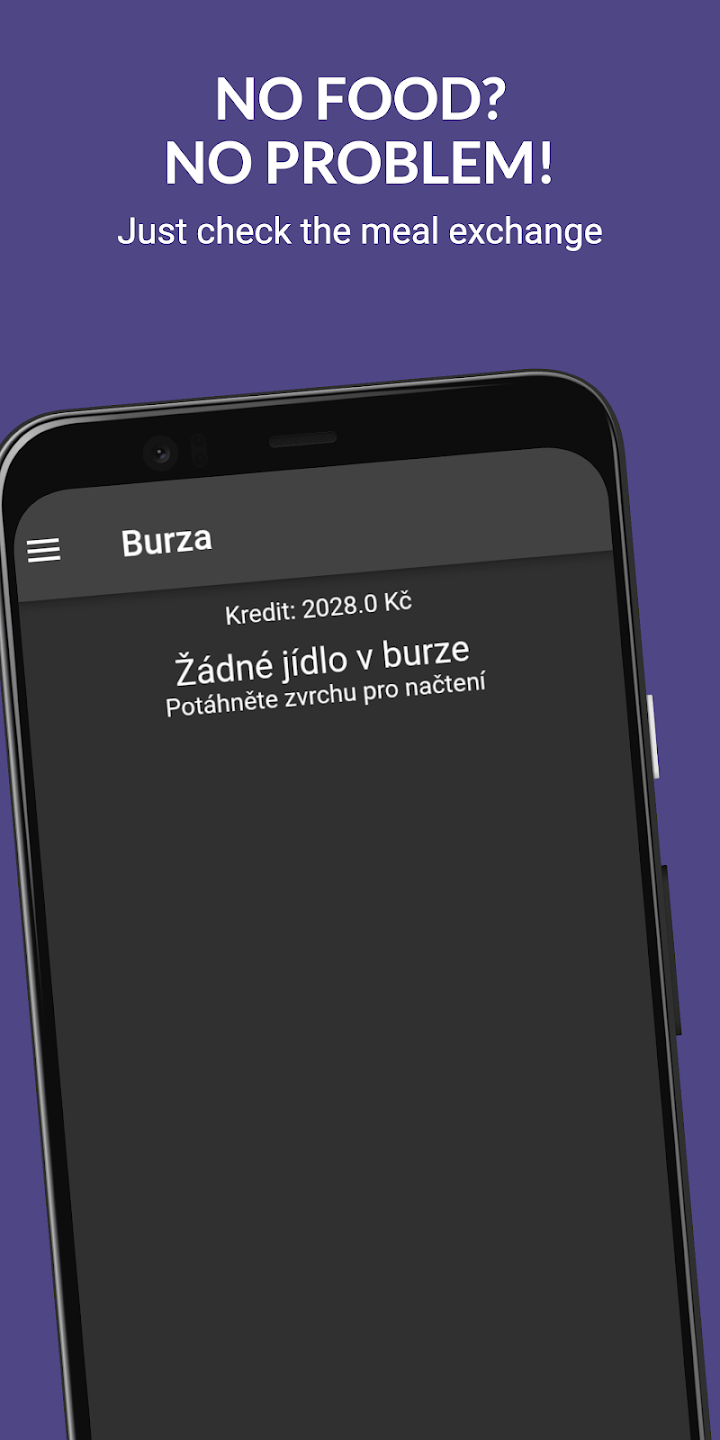 NO FOOD?
NO PROBLEM!
Just check the meal exchange
Burza
Kredit: 2028.0 Kč
Žádné jídlo v burze
Potáhněte zvrchu pro načtení